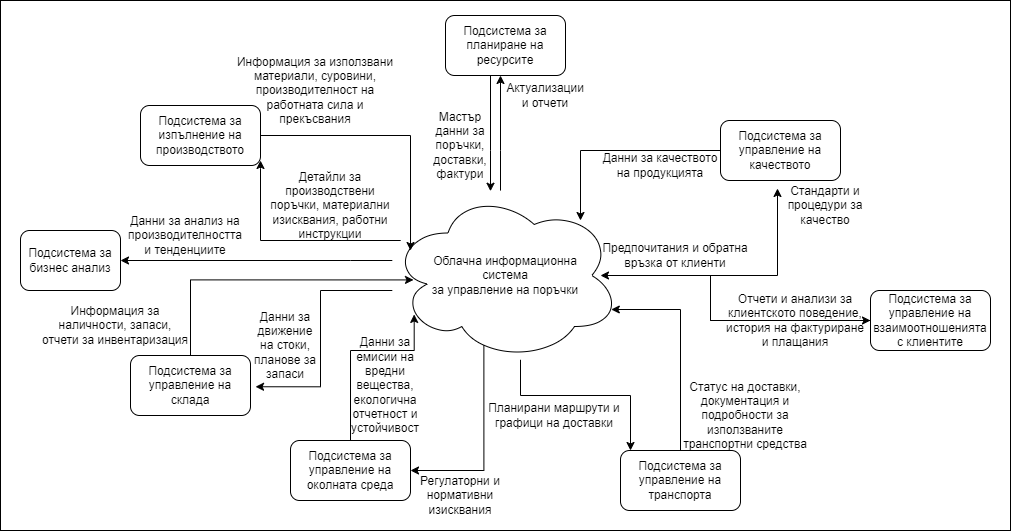 Подсистема за
планиране на
ресурсите
Информация за използвани
материали, суровини,
производителност на
работната сила и
прекъсвания
Актуализации
и отчети
Мастър
данни за
поръчки,
доставки,
фактури
Подсистема за
изпълнение на
производството
Подсистема за
управление на
качеството
Данни за качеството
на продукцията
Детайли за
производствени
поръчки, материални
изисквания, работни
инструкции
Стандарти и
процедури за
качество
Данни за анализ на
производителността
и тенденциите
Подсистема за
бизнес анализ
Облачна информационна
система
за управление на поръчки
Предпочитания и обратна
връзка от клиенти
Информация за
наличности, запаси,
отчети за инвентаризация
Данни за
движение
на стоки,
планове за
запаси
Отчети и анализи за
клиентското поведение,
история на фактуриране
и плащания
Подсистема за
управление на
взаимоотношенията
с клиентите
Данни за
емисии на
вредни
вещества,
екологична
отчетност и
устойчивост
Подсистема за
управление на
склада
Планирани маршрути и
графици на доставки
Статус на доставки,
документация и
подробности за
използваните
транспортни средства
Подсистема за
управление на
околната среда
Регулаторни и
нормативни
изисквания
Подсистема за
управление на
транспорта